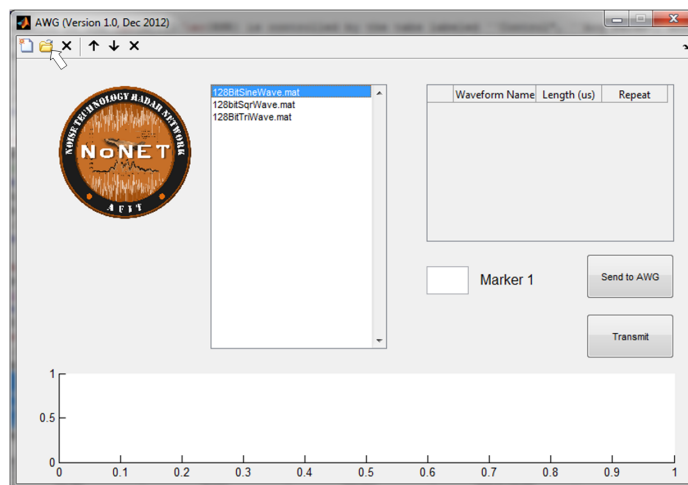 AWG (Version 1.0, Dec 2012)
NOISE TECHNOLOGY RADAR NETWORK
NoNET
AFIT
128BitSineWave.mat
128bitSqrWave.mat
128BitTriWave.mat
Waveform Name Length (us) Repeat
Marker 1
Send to AWG
Transmit
1
0.5
0
0 0.1 0.2 0.3 0.4 0.5 0.6 0.7 0.8 0.9 1